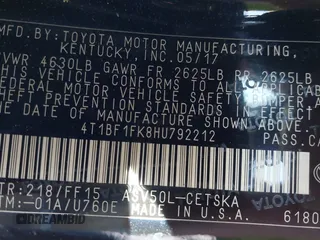 MFD. BY: TOYOTA MOTOR MANUFACTURING,
KENTUCKY, INC. 05/17
GVWR 4630LB GAWR FR 2625LB RR 2625LB
THIS VEHICLE CONFORMS TO ALL APPLICABLE
FEDERAL MOTOR VEHICLE SAFETY, BUMPER, AND
THEFT PREVENTION STANDARDS IN EFFECT ON
THE DATE OF MANUFACTURE SHOWN ABOVE.
4T1BF1FK8HU792212 PASS.CA
TR:218/FF15 ASV50L-CETSKA
TM:-01A/U760E MADE IN U.S.A. 6180
TOYOTA
DREAMBID